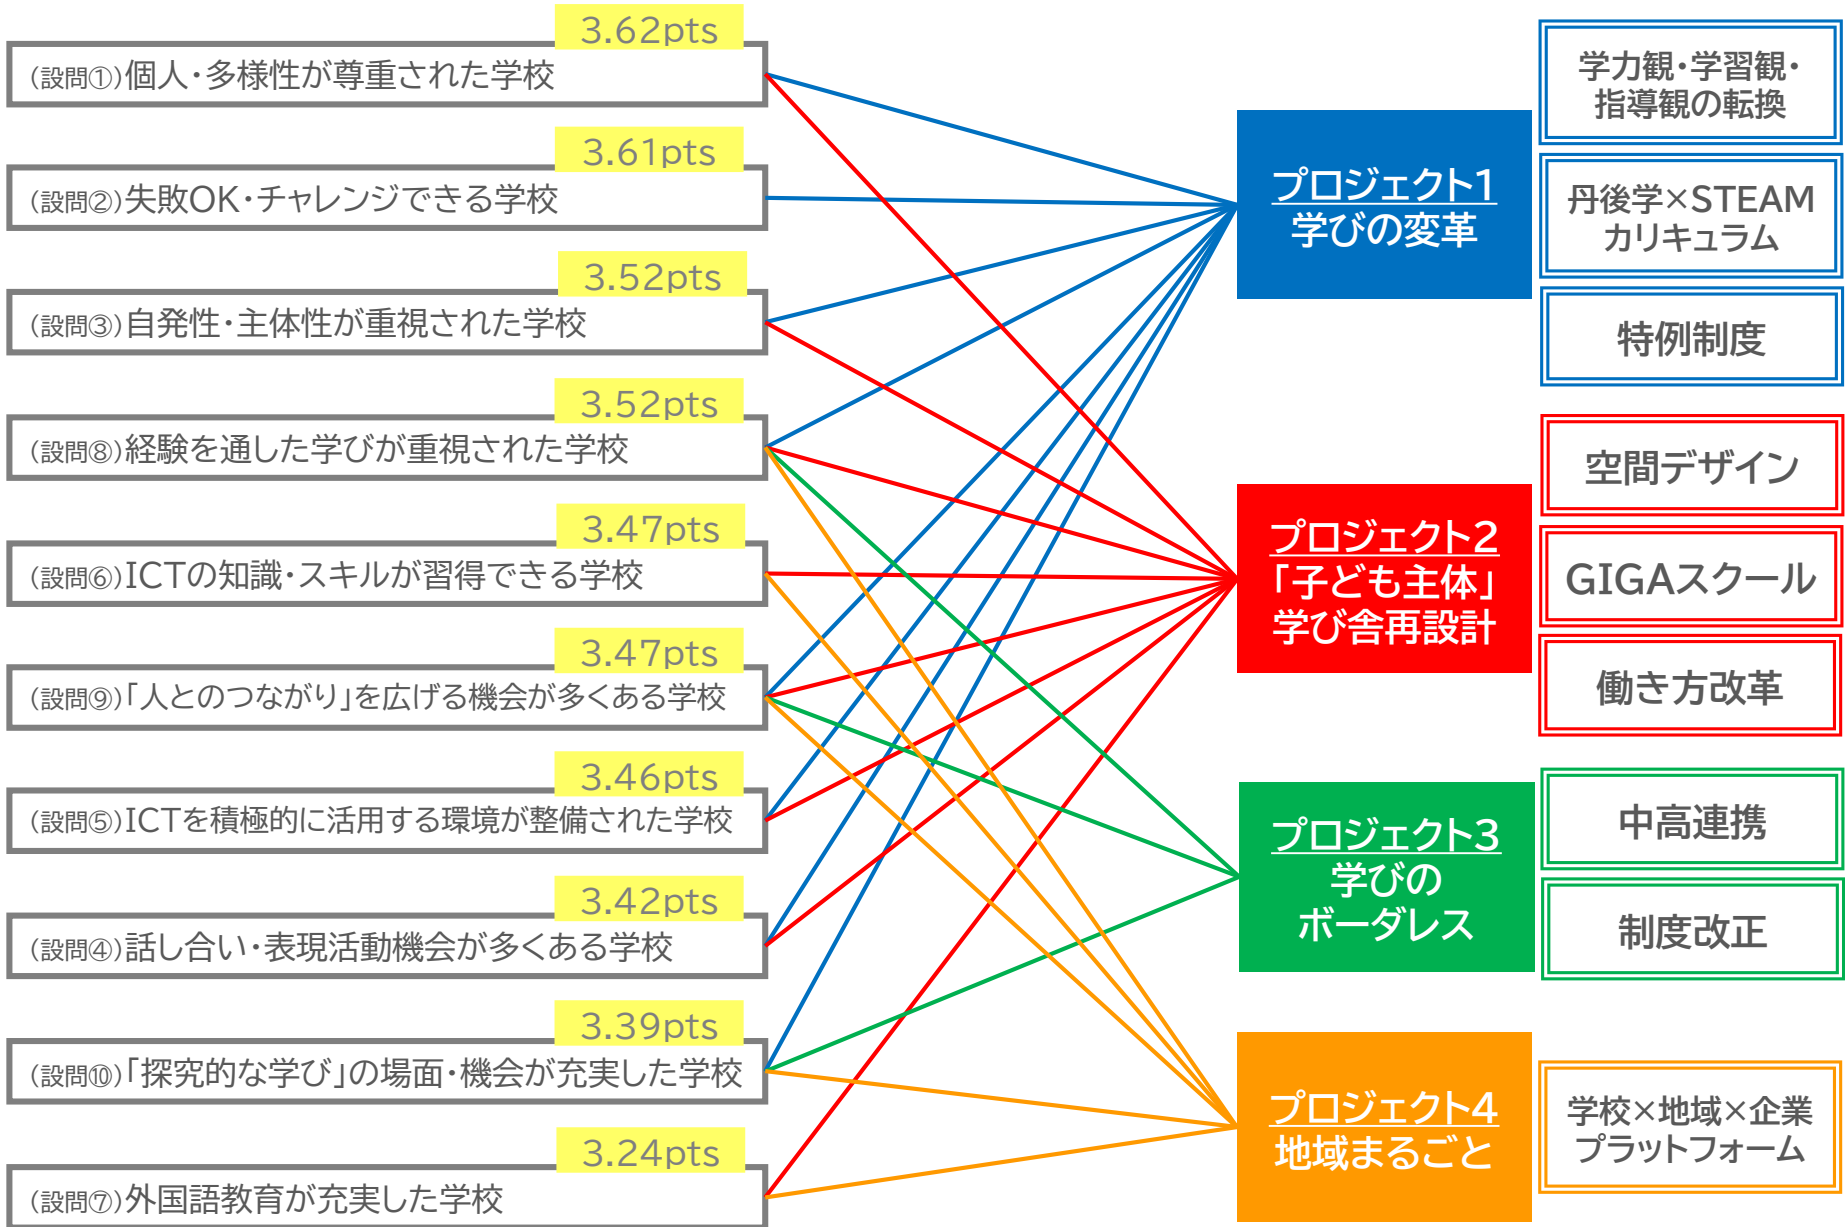 3.62pts
(設問①)個人・多様性が尊重された学校
3.61pts
(設問②)失敗OK・チャレンジできる学校
3.52pts
(設問③)自発性・主体性が重視された学校
3.52pts
(設問⑧)経験を通した学びが重視された学校
3.47pts
(設問⑥)ICTの知識・スキルが習得できる学校
3.47pts
(設問⑨)「人とのつながり」を広げる機会が多くある学校
3.46pts
(設問⑤)ICTを積極的に活用する環境が整備された学校
3.42pts
(設問④)話し合い・表現活動機会が多くある学校
3.39pts
(設問⑩)「探究的な学び」の場面・機会が充実した学校
3.24pts
(設問⑦)外国語教育が充実した学校
プロジェクト1
学びの変革
学力観・学習観・
指導観の転換
丹後学×STEAM
カリキュラム
特例制度
プロジェクト2
「子ども主体」
学び舎再設計
空間デザイン
GIGAスクール
働き方改革
プロジェクト3
学びの
ボーダレス
中高連携
制度改正
プロジェクト4
地域まるごと
学校×地域×企業
プラットフォーム